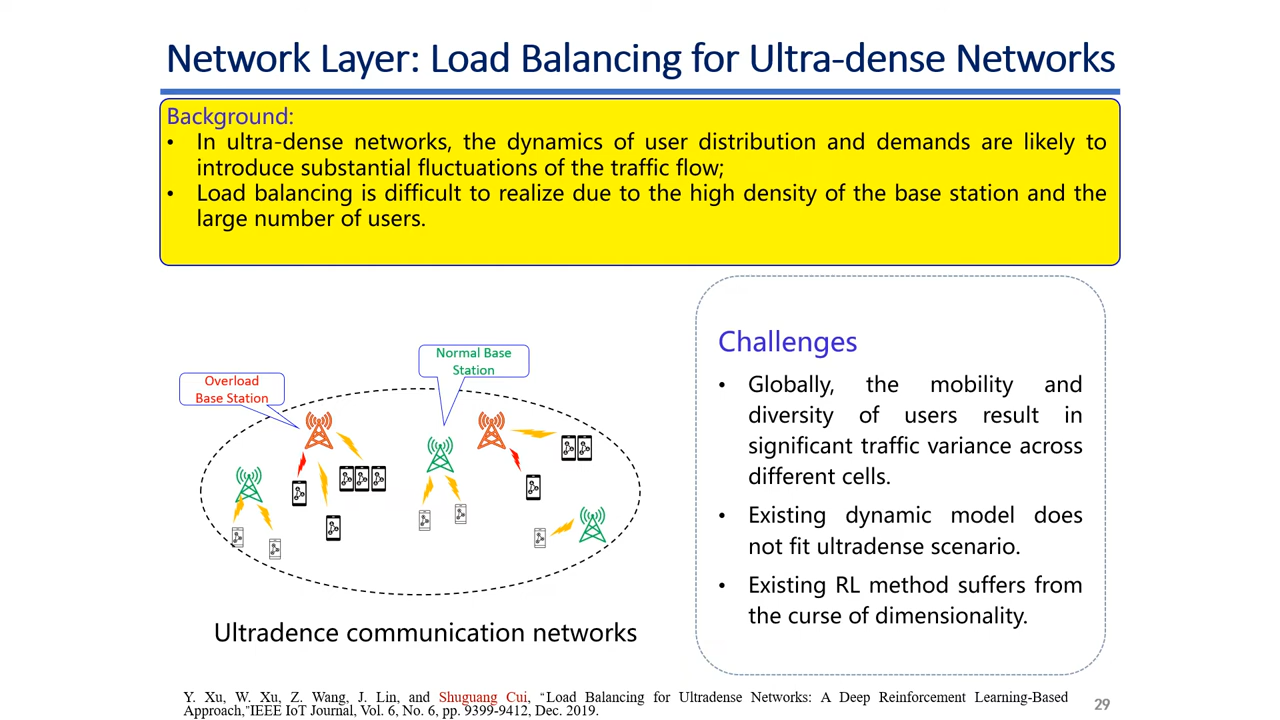 Network Layer: Load Balancing for Ultra-dense Networks
Background:
• In ultra-dense networks, the dynamics of user distribution and demands are likely to
introduce substantial fluctuations of the traffic flow;
• Load balancing is difficult to realize due to the high density of the base station and the
large number of users.
Normal Base
Station
Overload
Base Station
Ultradence communication networks
Challenges
• Globally, the mobility and
diversity of users result in
significant traffic variance across
different cells.
• Existing dynamic model does
not fit ultradense scenario.
• Existing RL method suffers from
the curse of dimensionality.
Y. Xu, W. Xu, Z. Wang, J. Lin, and Shuguang Cui, “Load Balancing for Ultradense Networks: A Deep Reinforcement Learning-Based
Approach,”IEEE IoT Journal, Vol. 6, No. 6, pp. 9399-9412, Dec. 2019.
29